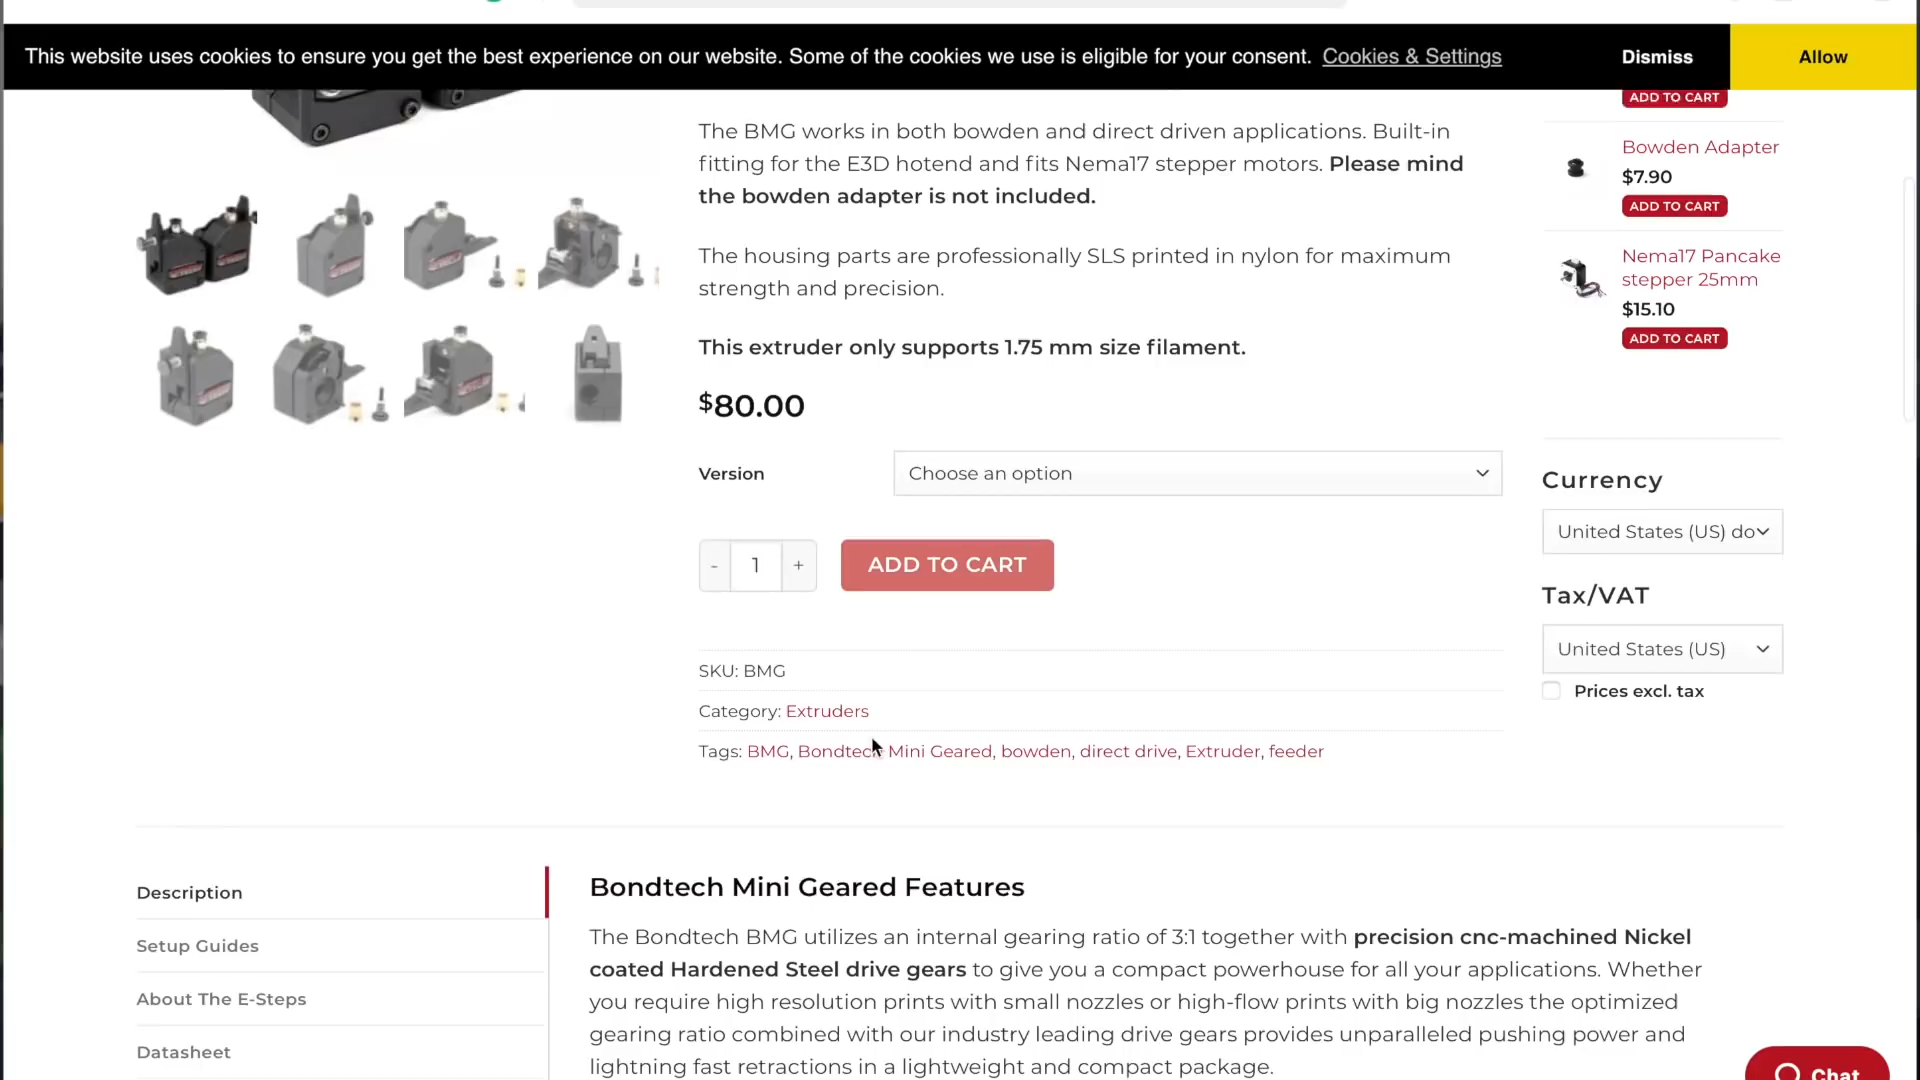 This website uses cookies to ensure you get the best experience on our website. Some of the cookies we use is eligible for your consent. Cookies & Settings
Dismiss
Allow
The BMG works in both bowden and direct driven applications. Built-in
fitting for the E3D hotend and fits Nema17 stepper motors. Please mind
the bowden adapter is not included.
The housing parts are professionally SLS printed in nylon for maximum
strength and precision.
This extruder only supports 1.75 mm size filament.
$80.00
Version
Choose an option
- 1 +
ADD TO CART
SKU: BMG
Category: Extruders
Tags: BMG, Bondtech Mini Geared, bowden, direct drive, Extruder, feeder
ADD TO CART
Bowden Adapter
$7.90
ADD TO CART
Nema17 Pancake
stepper 25mm
$15.10
ADD TO CART
Currency
United States (US) do
Tax/VAT
United States (US)
Prices excl. tax
Description
Setup Guides
About The E-Steps
Datasheet
Bondtech Mini Geared Features
The Bondtech BMG utilizes an internal gearing ratio of 3:1 together with precision cnc-machined Nickel
coated Hardened Steel drive gears to give you a compact powerhouse for all your applications. Whether
you require high resolution prints with small nozzles or high-flow prints with big nozzles the optimized
gearing ratio combined with our industry leading drive gears provides unparalleled pushing power and
lightning fast retractions in a lightweight and compact package.
Chat